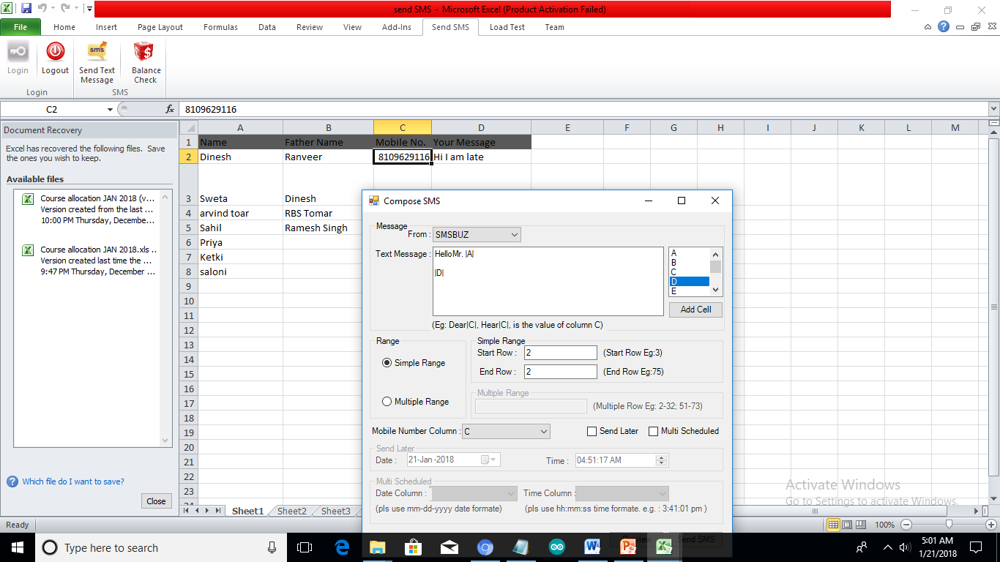 send SMS - Microsoft Excel (Product Activation Failed)
File Home Insert Page Layout Formulas Data Review View Add-Ins Send SMS Load Test Team
Login Logout Send Text Message Balance Check
Login SMS
C2 fx 8109629116
Document Recovery
Excel has recovered the following files. Save
the ones you wish to keep.
Available files
Course allocation JAN 2018 (v...
Version created from the last ...
10:00 PM Thursday, Decembe...
Course allocation JAN 2018.xls ..
Version created last time the ...
9:47 PM Thursday, December ...
Which file do I want to save?
Close
A B C D E F G H I J K L M
1 Name Father Name Mobile No. Your Message
2 Dinesh Ranveer 8109629116 Hi I am late
3 Sweta Dinesh
4 arvind toar RBS Tomar
5 Sahil Ramesh Singh
6 Priya
7 Ketki
8 saloni
9
10
11
12
13
14
15
16
17
18
19
20
21
22
23
24
Compose SMS
Message
From : SMSBUZ
Text Message : HelloMr. |A|
|D|
A
B
C
D
E
Add Cell
(Eg: Dear|C|, Hear|C|, is the value of column C)
Range
Simple Range
Multiple Range
Simple Range
Start Row : 2 (Start Row Eg:3)
End Row : 2 (End Row Eg:75)
Multiple Range
(Multiple Row Eg: 2-32; 51-73)
Mobile Number Column : C Send Later Multi Scheduled
Send Later
Date : 21-Jan -2018 Time : 04:51:17 AM
Multi Scheduled
Date Column : Time Column :
(pls use mm-dd-yyyy date formate) (pls use hh:mm:ss time formate. e.g. : 3:41:01 pm )
Send SMS
Activate Windows
Go to Settings to activate Windows.
Sheet1 Sheet2 Sheet3
Ready 100%
Type here to search
5:01 AM
1/21/2018